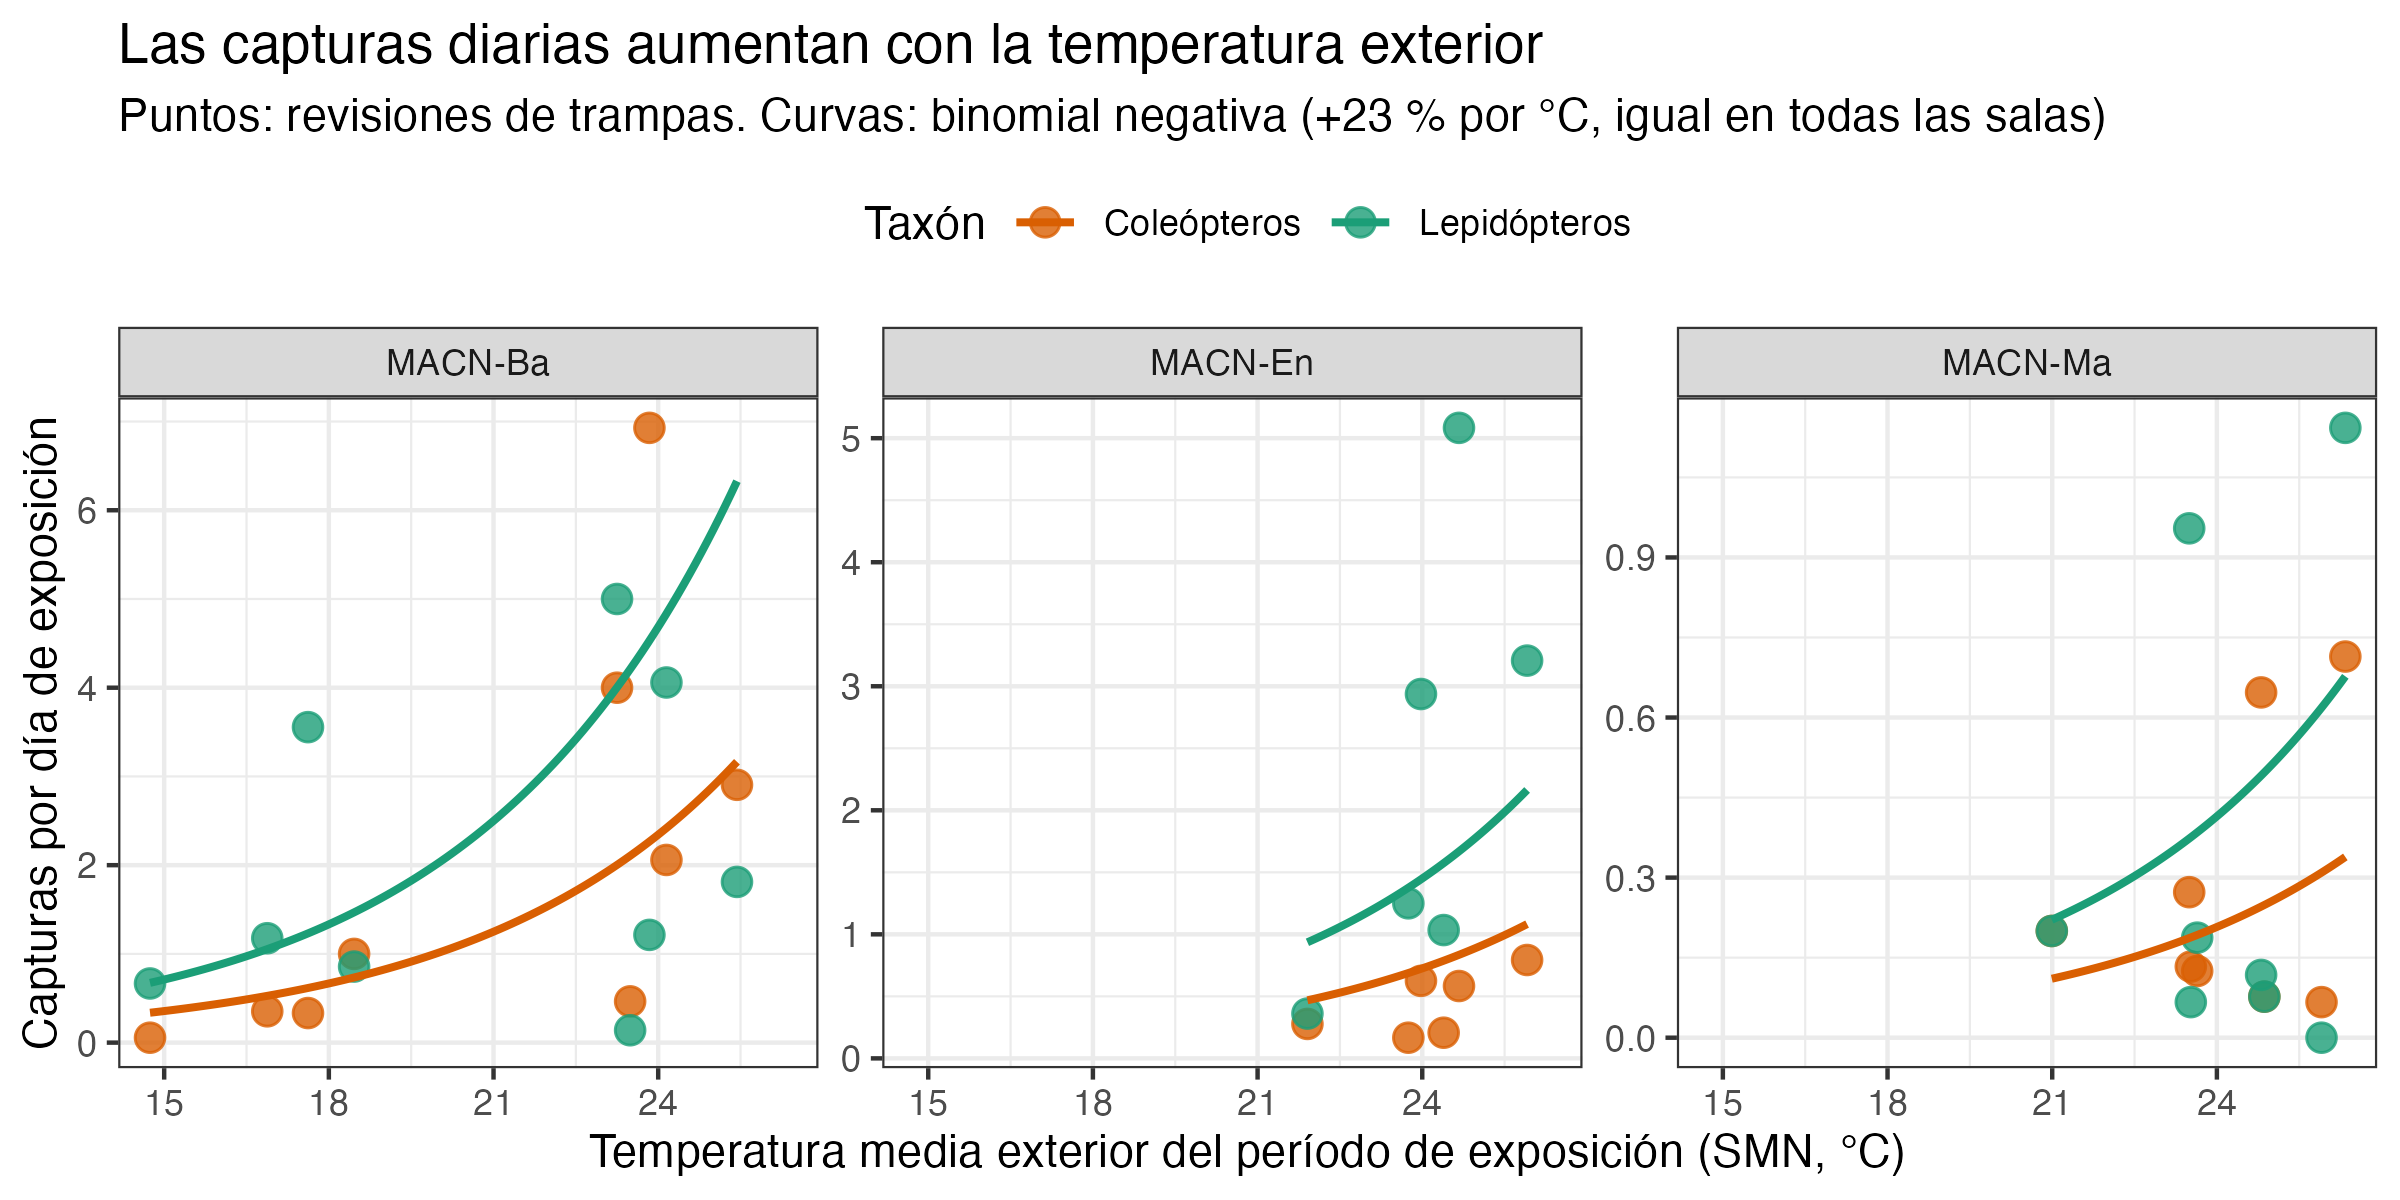 Las capturas diarias aumentan con la temperatura exterior
Puntos: revisiones de trampas. Curvas: binomial negativa (+23 % por °C, igual en todas las salas)
Taxón Coleópteros Lepidópteros
MACN-Ba MACN-En MACN-Ma
Capturas por día de exposición
6
4
2
0
5
4
3
2
1
0
0.9
0.6
0.3
0.0
15 18 21 24 15 18 21 24 15 18 21 24
Temperatura media exterior del período de exposición (SMN, °C)